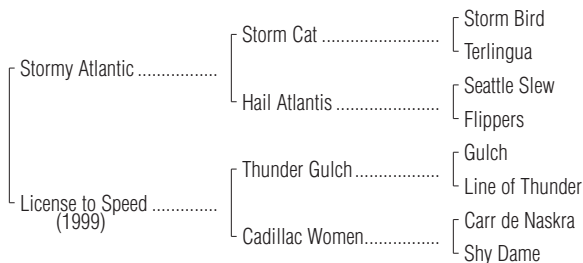 Storm Bird
Storm Cat ........................
Terlingua
Stormy Atlantic ................
Seattle Slew
Hail Atlantis .....................
Flippers
Gulch
Thunder Gulch .................
Line of Thunder
License to Speed ..............
(1999)
Carr de Naskra
Cadillac Women...............
Shy Dame